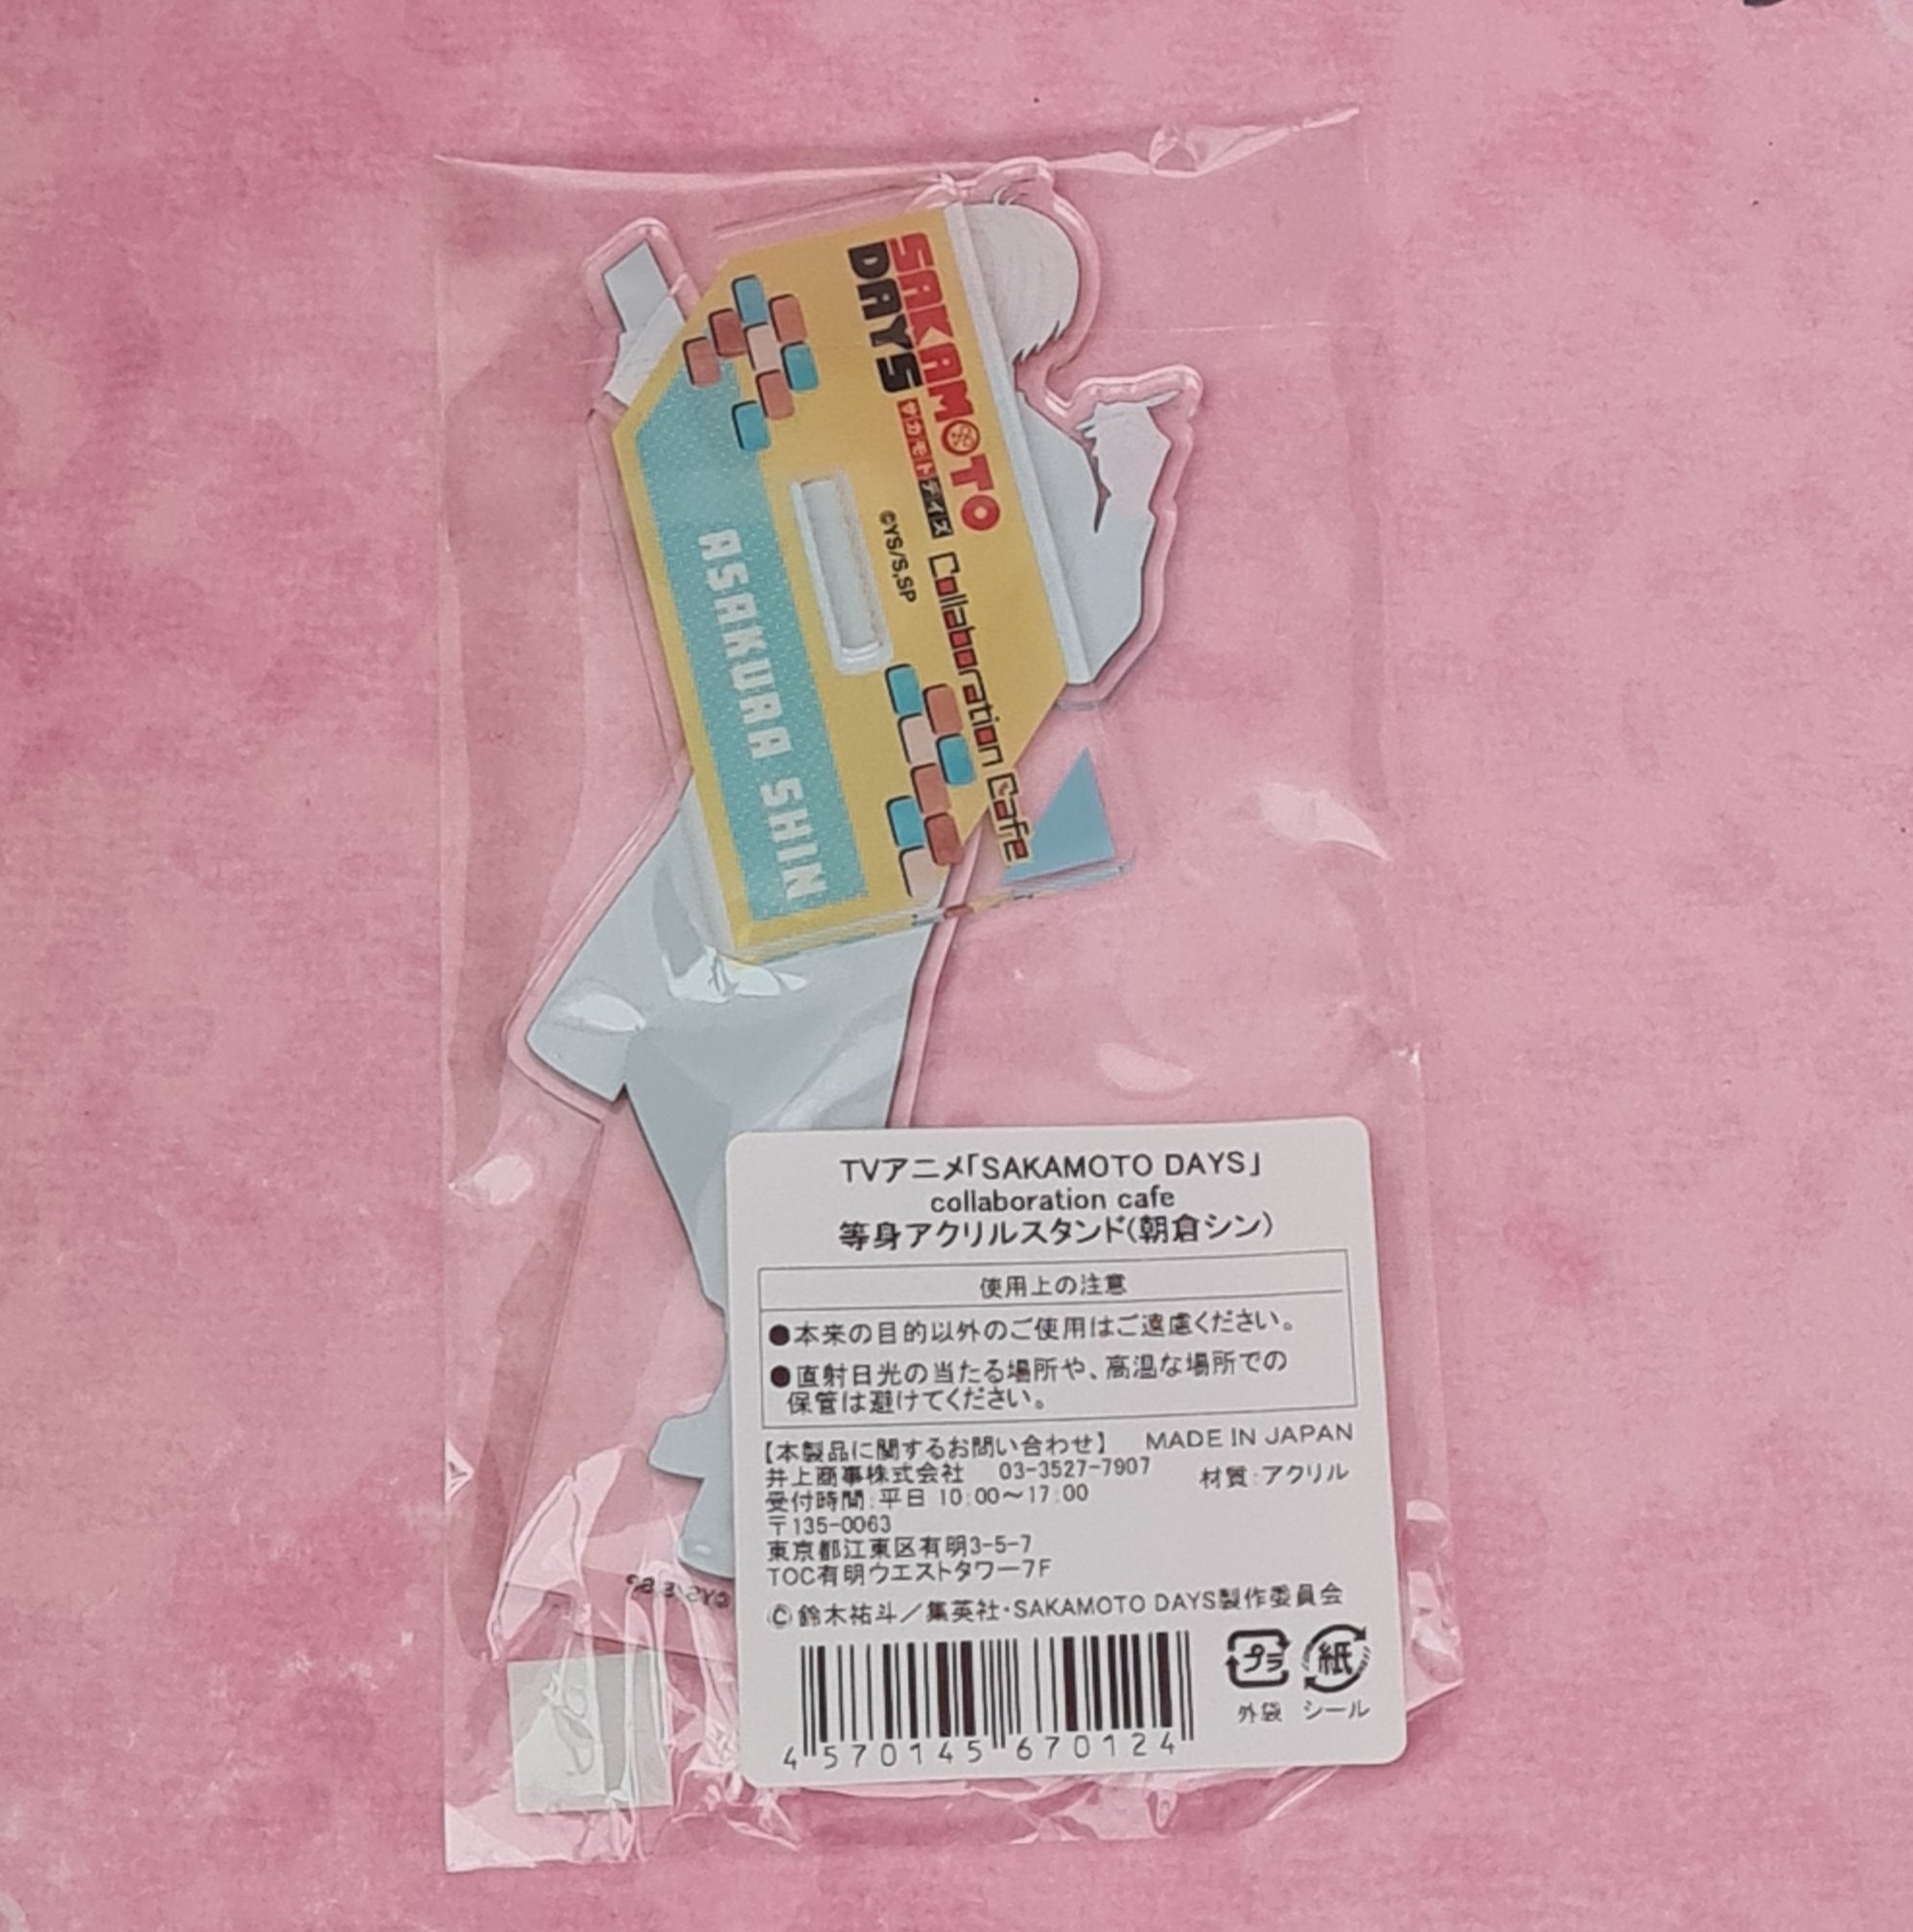 SAKAMOTO
DAYS サカモトデイズ Collaboration Cafe
©YS/S,SP
ASAKURA SHIN
TVアニメ「SAKAMOTO DAYS」
collaboration cafe
等身アクリルスタンド(朝倉シン)
使用上の注意
●本来の目的以外のご使用はご遠慮ください。
●直射日光の当たる場所や、高温な場所での
保管は避けてください。
【本製品に関するお問い合わせ】 MADE IN JAPAN
井上商事株式会社 03-3527-7907 材質:アクリル
受付時間:平日 10:00～17:00
〒135-0063
東京都江東区有明3-5-7
TOC有明ウエストタワー7F
©鈴木祐斗/集英社・SAKAMOTO DAYS製作委員会
プラ 紙
外袋 シール
4 570145 670124